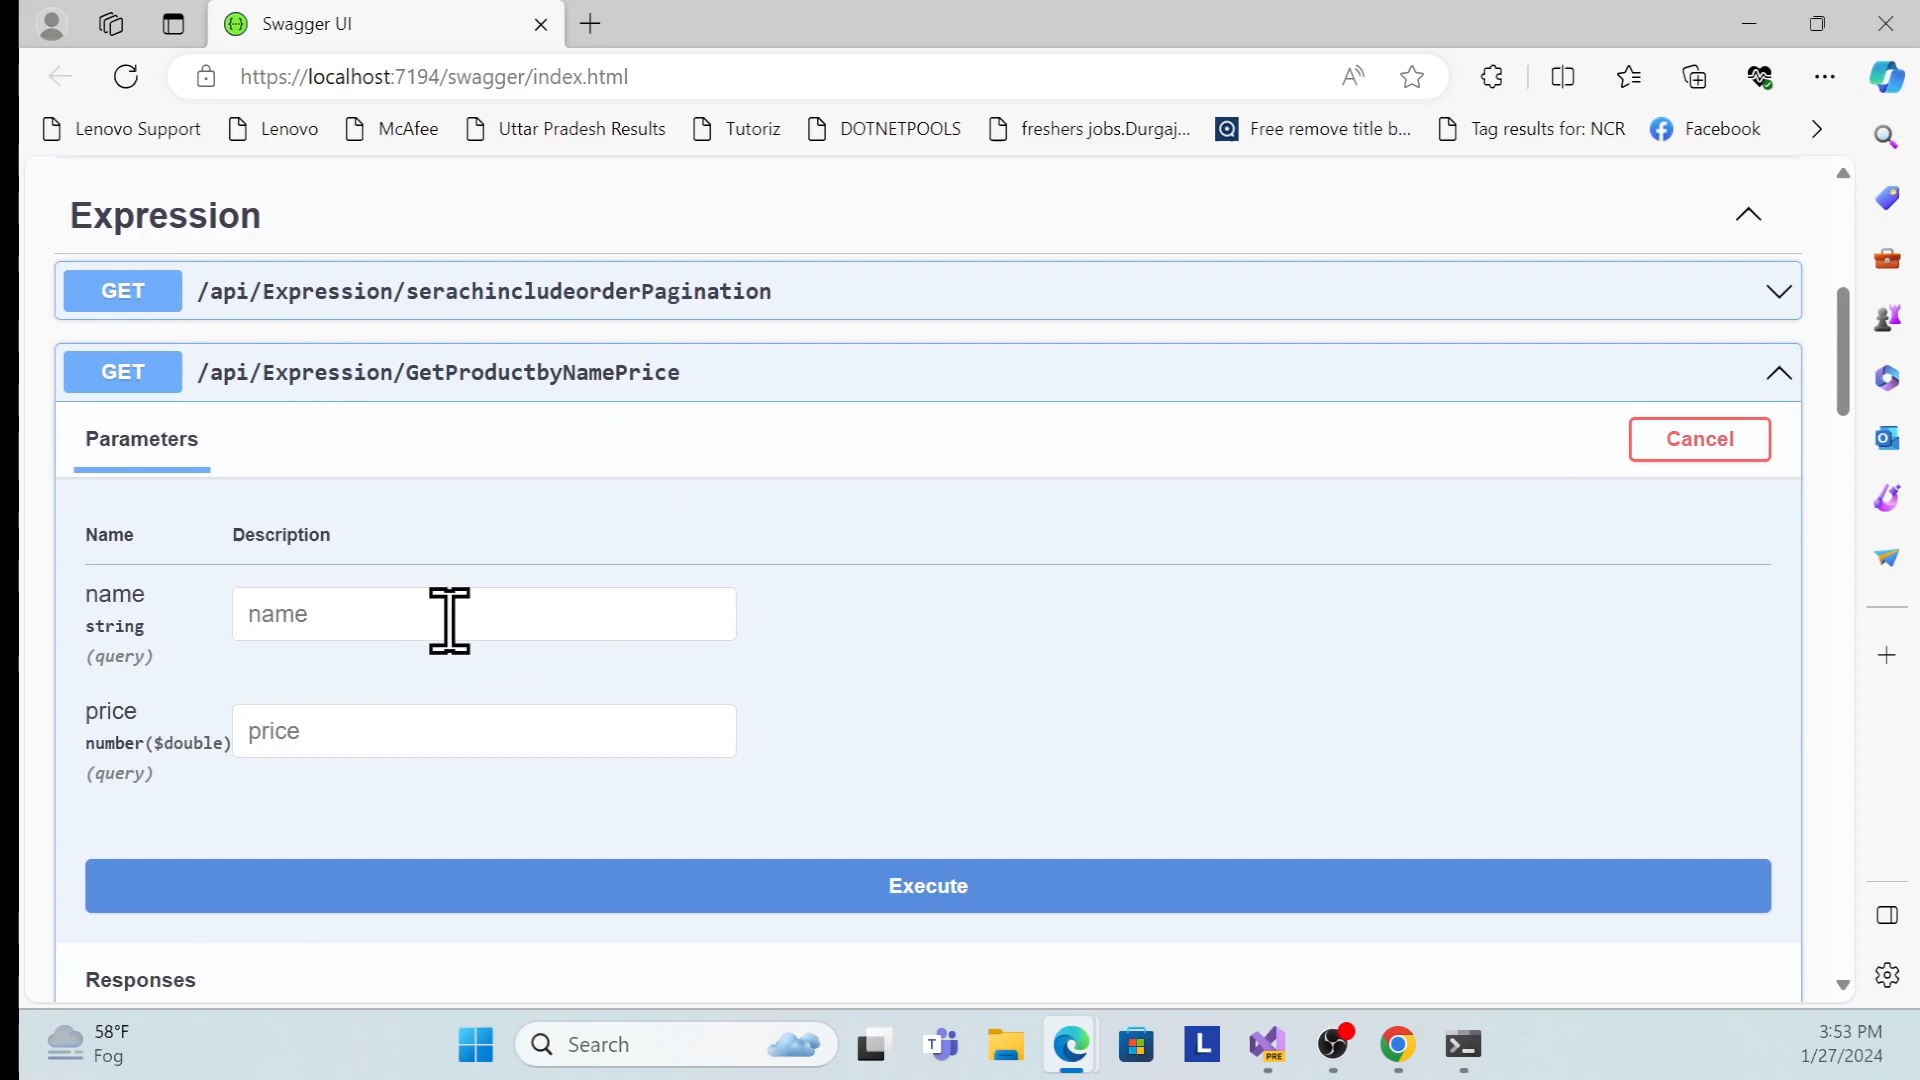 Swagger UI
https://localhost:7194/swagger/index.html
Lenovo Support Lenovo McAfee Uttar Pradesh Results Tutoriz DOTNETPOOLS freshers jobs.Durgaj... Free remove title b... Tag results for: NCR Facebook
Expression
GET /api/Expression/serachincludeorderPagination
GET /api/Expression/GetProductbyNamePrice
Parameters Cancel
Name Description
name name
string
(query)
price price
number($double)
(query)
Execute
Responses
58°F
Fog
Search
T
L
PRE
3:53 PM
1/27/2024